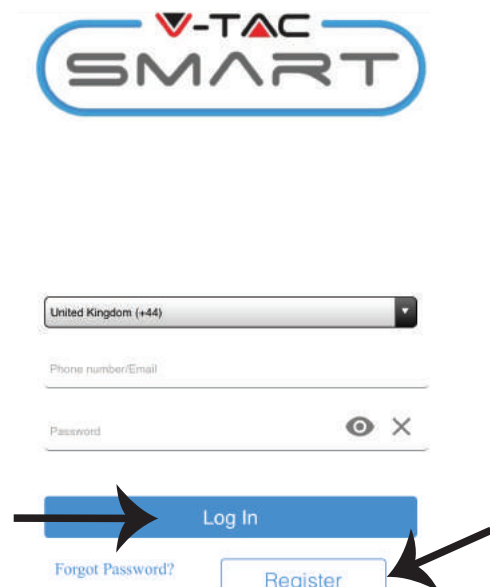 V-TAC
SMART
United Kingdom (+44)
Phone number/Email
Password
Log In
Forgot Password?
Register